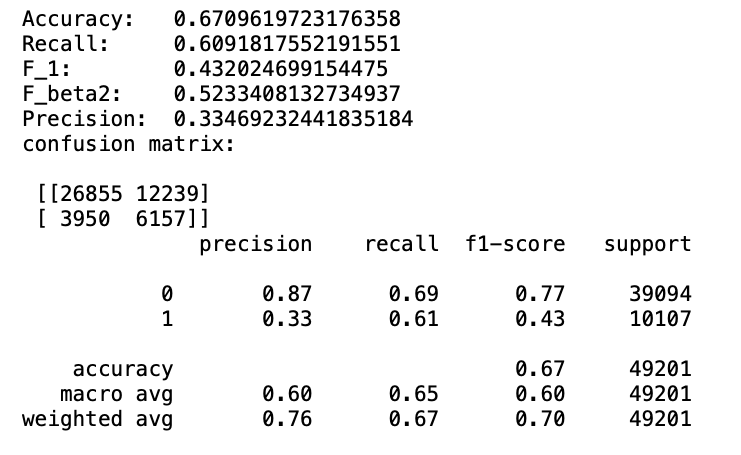 Accuracy:   0.6709619723176358
Recall:     0.6091817552191551
F_1:        0.432024699154475
F_beta2:    0.5233408132734937
Precision:  0.33469232441835184
confusion matrix:

 [[26855 12239]
 [ 3950  6157]]
              precision    recall  f1-score   support

           0       0.87      0.69      0.77     39094
           1       0.33      0.61      0.43     10107

    accuracy                           0.67     49201
   macro avg       0.60      0.65      0.60     49201
weighted avg       0.76      0.67      0.70     49201